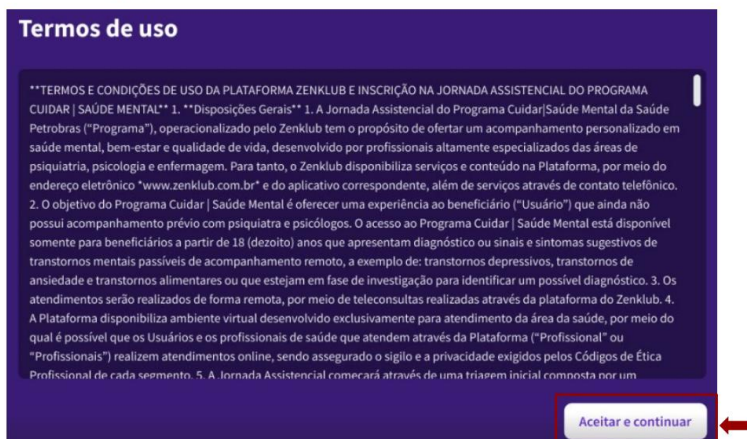 Termos de uso
**TERMOS E CONDIÇÕES DE USO DA PLATAFORMA ZENKLUB E INSCRIÇÃO NA JORNADA ASSISTENCIAL DO PROGRAMA
CUIDAR | SAÚDE MENTAL** 1. **Disposições Gerais** 1. A Jornada Assistencial do Programa Cuidar|Saúde Mental da Saúde
Petrobras ("Programa"), operacionalizado pelo Zenklub tem o propósito de ofertar um acompanhamento personalizado em
saúde mental, bem-estar e qualidade de vida, desenvolvido por profissionais altamente especializados das áreas de
psiquiatria, psicologia e enfermagem. Para tanto, o Zenklub disponibiliza serviços e conteúdo na Plataforma, por meio do
endereço eletrônico *www.zenklub.com.br* e do aplicativo correspondente, além de serviços através de contato telefônico.
2. O objetivo do Programa Cuidar | Saúde Mental é oferecer uma experiência ao beneficiário ("Usuário") que ainda não
possui acompanhamento prévio com psiquiatra e psicólogos. O acesso ao Programa Cuidar | Saúde Mental está disponível
somente para beneficiários a partir de 18 (dezoito) anos que apresentam diagnóstico ou sinais e sintomas sugestivos de
transtornos mentais passíveis de acompanhamento remoto, a exemplo de: transtornos depressivos, transtornos de
ansiedade e transtornos alimentares ou que estejam em fase de investigação para identificar um possível diagnóstico. 3. Os
atendimentos serão realizados de forma remota, por meio de teleconsultas realizadas através da plataforma do Zenklub. 4.
A Plataforma disponibiliza ambiente virtual desenvolvido exclusivamente para atendimento da área da saúde, por meio do
qual é possível que os Usuários e os profissionais de saúde que atendem através da Plataforma ("Profissional" ou
"Profissionais") realizem atendimentos online, sendo assegurado o sigilo e a privacidade exigidos pelos Códigos de Ética
Profissional de cada segmento. 5. A Jornada Assistencial começará através de uma triagem inicial composta por um
Aceitar e continuar